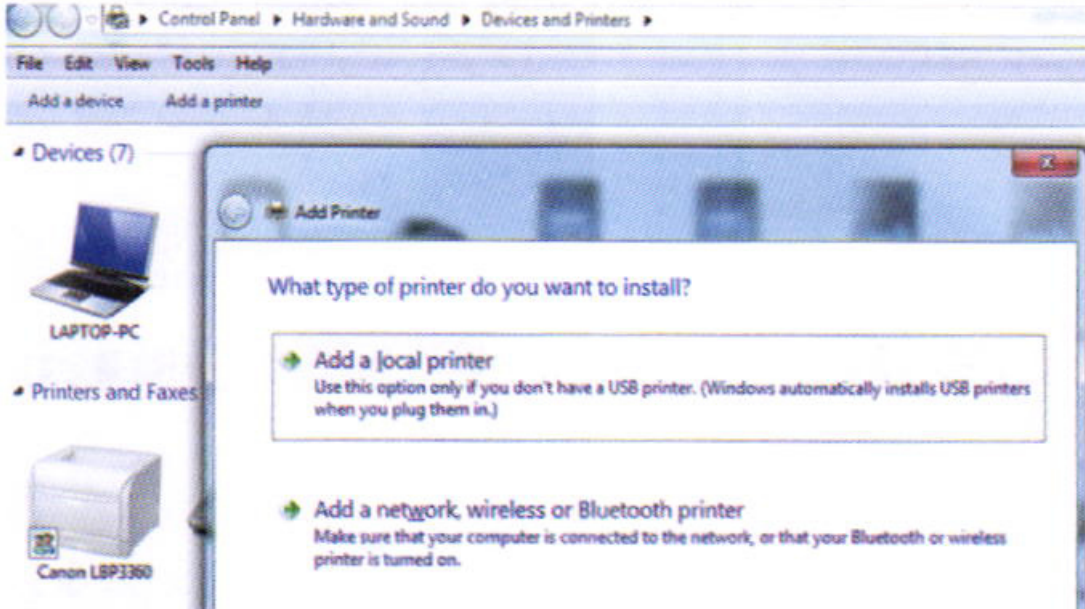 Control Panel ▸ Hardware and Sound ▸ Devices and Printers ▸
File Edit View Tools Help
Add a device Add a printer
Devices (7)
LAPTOP-PC
Printers and Faxes
Canon LBP3360
Add Printer
What type of printer do you want to install?
Add a local printer
Use this option only if you don't have a USB printer. (Windows automatically installs USB printers
when you plug them in.)
Add a network, wireless or Bluetooth printer
Make sure that your computer is connected to the network, or that your Bluetooth or wireless
printer is turned on.